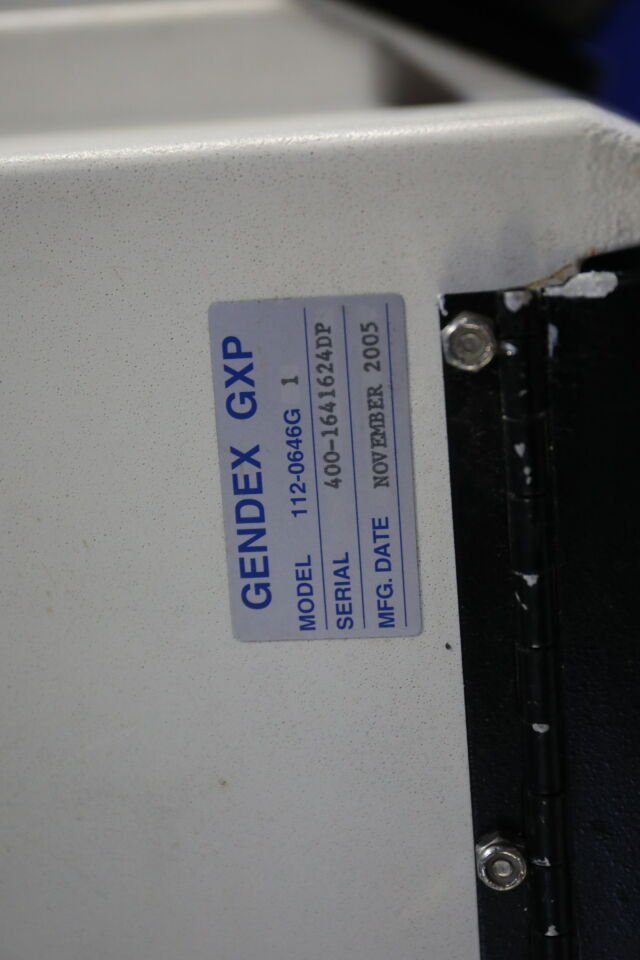 GENDEX GXP
MODEL 112-0646G 1
SERIAL 400-1641624DP
MFG. DATE NOVEMBER 2005